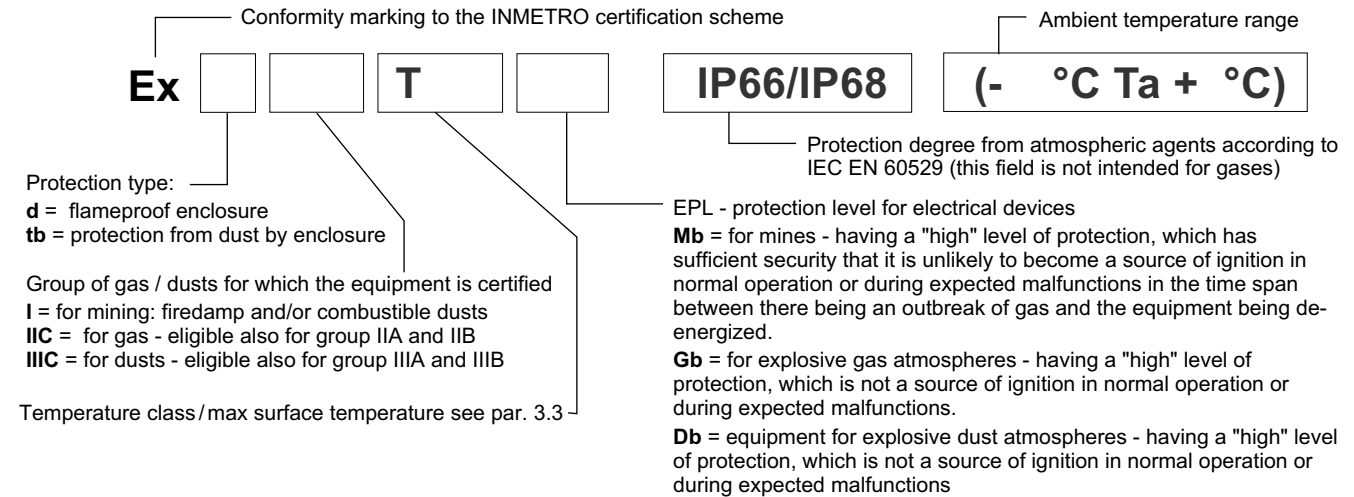 Conformity marking to the INMETRO certification scheme
Ambient temperature range
Ex T IP66/IP68 (- °C Ta + °C)
Protection degree from atmospheric agents according to
IEC EN 60529 (this field is not intended for gases)
Protection type:
d = flameproof enclosure
tb = protection from dust by enclosure
Group of gas / dusts for which the equipment is certified
I = for mining: firedamp and/or combustible dusts
IIC = for gas - eligible also for group IIA and IIB
IIIC = for dusts - eligible also for group IIIA and IIIB
Temperature class/max surface temperature see par. 3.3
EPL - protection level for electrical devices
Mb = for mines - having a "high" level of protection, which has
sufficient security that it is unlikely to become a source of ignition in
normal operation or during expected malfunctions in the time span
between there being an outbreak of gas and the equipment being de-
energized.
Gb = for explosive gas atmospheres - having a "high" level of
protection, which is not a source of ignition in normal operation or
during expected malfunctions.
Db = equipment for explosive dust atmospheres - having a "high" level
of protection, which is not a source of ignition in normal operation or
during expected malfunctions